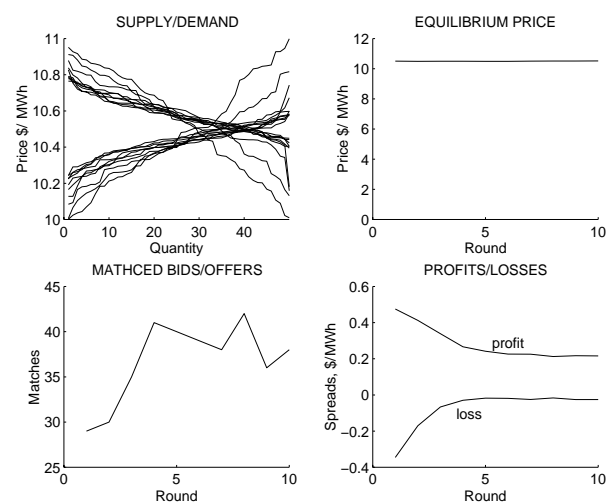 SUPPLY/DEMAND
Price $/ MWh
11
10.8
10.6
10.4
10.2
10
0
10
20
30
40
Quantity
EQUILIBRIUM PRICE
Price $/ MWh
12
10
8
6
4
2
0
0
5
10
Round
MATHCED BIDS/OFFERS
Matches
45
40
35
30
25
0
5
10
Round
PROFITS/LOSSES
Spreads, $/MWh
0.6
0.4
0.2
0
−0.2
−0.4
profit
loss
0
5
10
Round